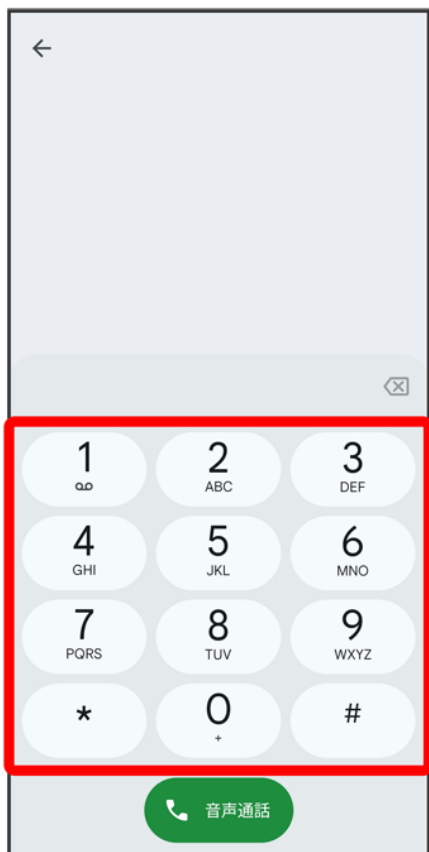 1 2 3
ABC DEF
4 5 6
GHI JKL MNO
7 8 9
PQRS TUV WXYZ
* 0 #
+
音声通話